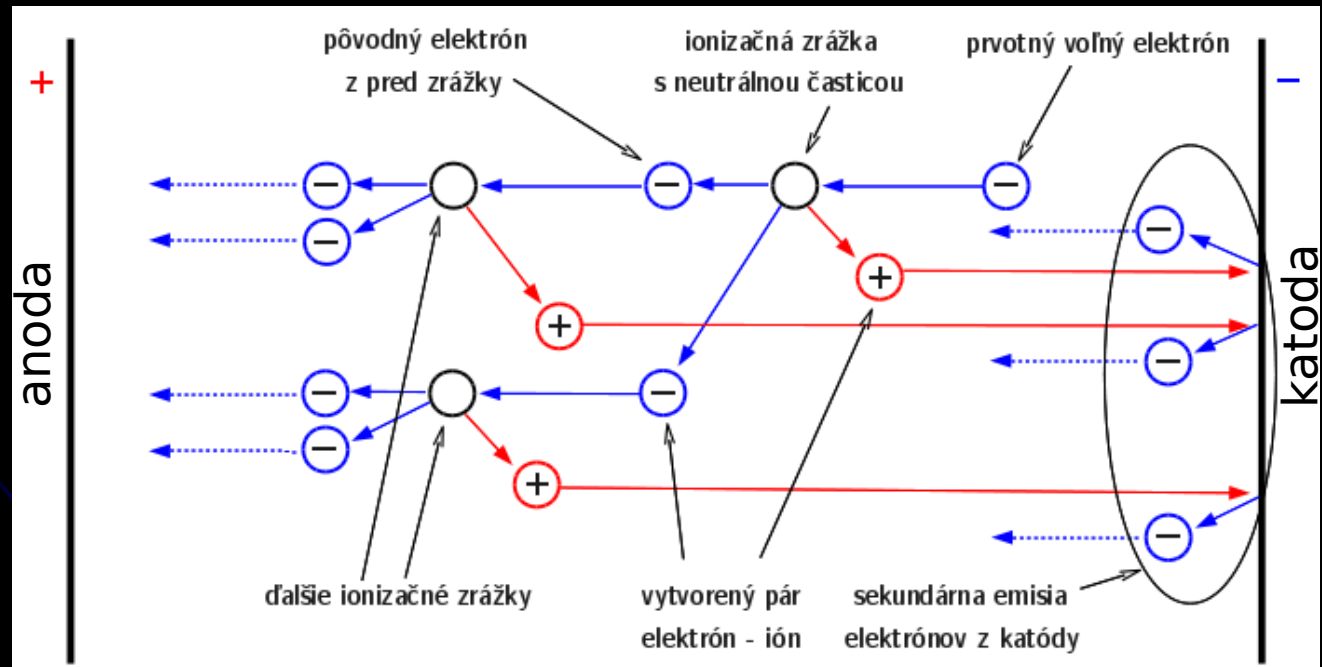 pôvodný elektrón
z pred zrážky
ionizačná zrážka
s neutrálnou časticou
prvotný voľný elektrón
+
−
anoda
katoda
− − −
− −
−
+
+
− − −
−
+
−
ďalšie ionizačné zrážky
vytvorený pár
elektrón - ión
sekundárna emisia
elektrónov z katódy